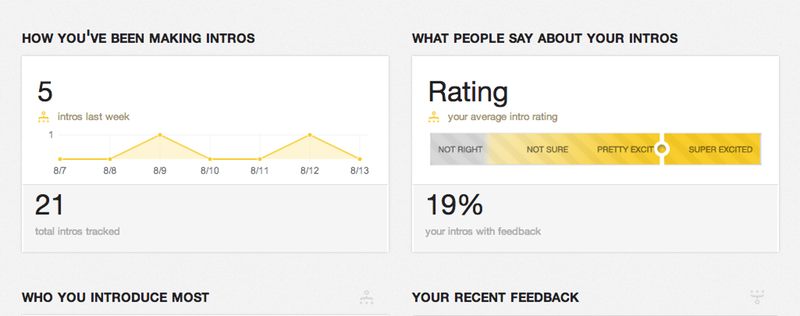 HOW YOU'VE BEEN MAKING INTROS
5
intros last week
1
8/7 8/8 8/9 8/10 8/11 8/12 8/13
21
total intros tracked
WHAT PEOPLE SAY ABOUT YOUR INTROS
Rating
your average intro rating
NOT RIGHT NOT SURE PRETTY EXCIT SUPER EXCITED
19%
your intros with feedback
WHO YOU INTRODUCE MOST
YOUR RECENT FEEDBACK